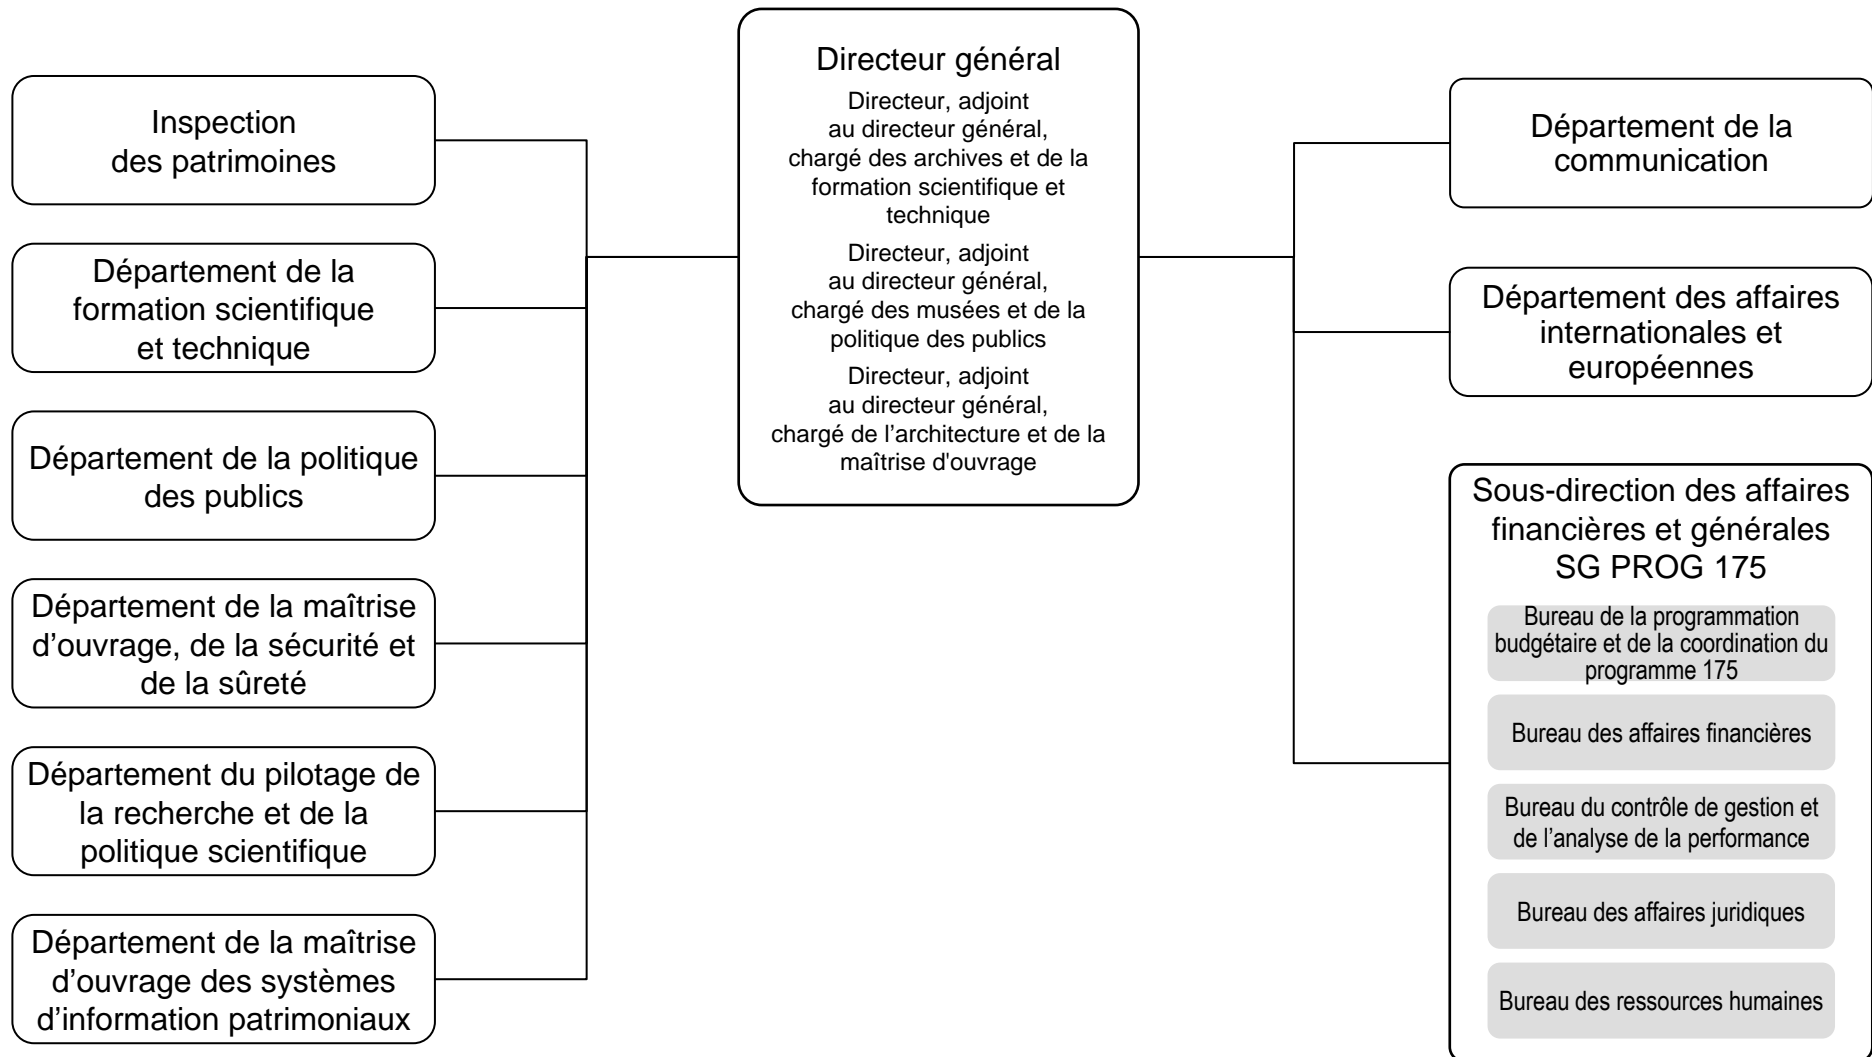 Directeur général
Directeur, adjoint
au directeur général,
chargé des archives et de la
formation scientifique et
technique
Directeur, adjoint
au directeur général,
chargé des musées et de la
politique des publics
Directeur, adjoint
au directeur général,
chargé de l’architecture et de la
maîtrise d'ouvrage
Inspection
des patrimoines
Département de la
formation scientifique
et technique
Département de la politique
des publics
Département de la maîtrise
d’ouvrage, de la sécurité et
de la sûreté
Département du pilotage de
la recherche et de la
politique scientifique
Département de la maîtrise
d’ouvrage des systèmes
d’information patrimoniaux
Département de la
communication
Département des affaires
internationales et
européennes
Sous-direction des affaires
financières et générales
SG PROG 175
Bureau de la programmation
budgétaire et de la coordination du
programme 175
Bureau des affaires financières
Bureau du contrôle de gestion et
de l’analyse de la performance
Bureau des affaires juridiques
Bureau des ressources humaines